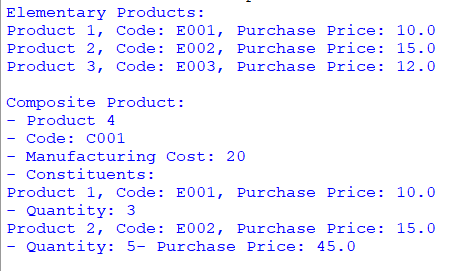 Elementary Products:
Product 1, Code: E001, Purchase Price: 10.0
Product 2, Code: E002, Purchase Price: 15.0
Product 3, Code: E003, Purchase Price: 12.0
Composite Product:
- Product 4
- Code: C001
- Manufacturing Cost: 20
- Constituents:
Product 1, Code: E001, Purchase Price: 10.0
- Quantity: 3
Product 2, Code: E002, Purchase Price: 15.0
- Quantity: 5- Purchase Price: 45.0